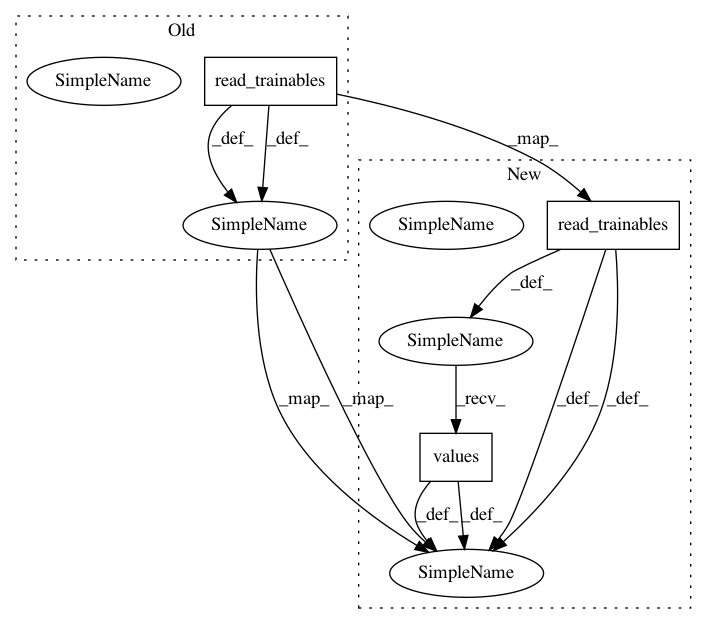 Old
SimpleName
read_trainables
_def_
_def_
_map_
New
SimpleName
SimpleName
read_trainables
_def_
SimpleName
_map_
_map_
_recv_
_def_
_def_
values
_def_
_def_
SimpleName